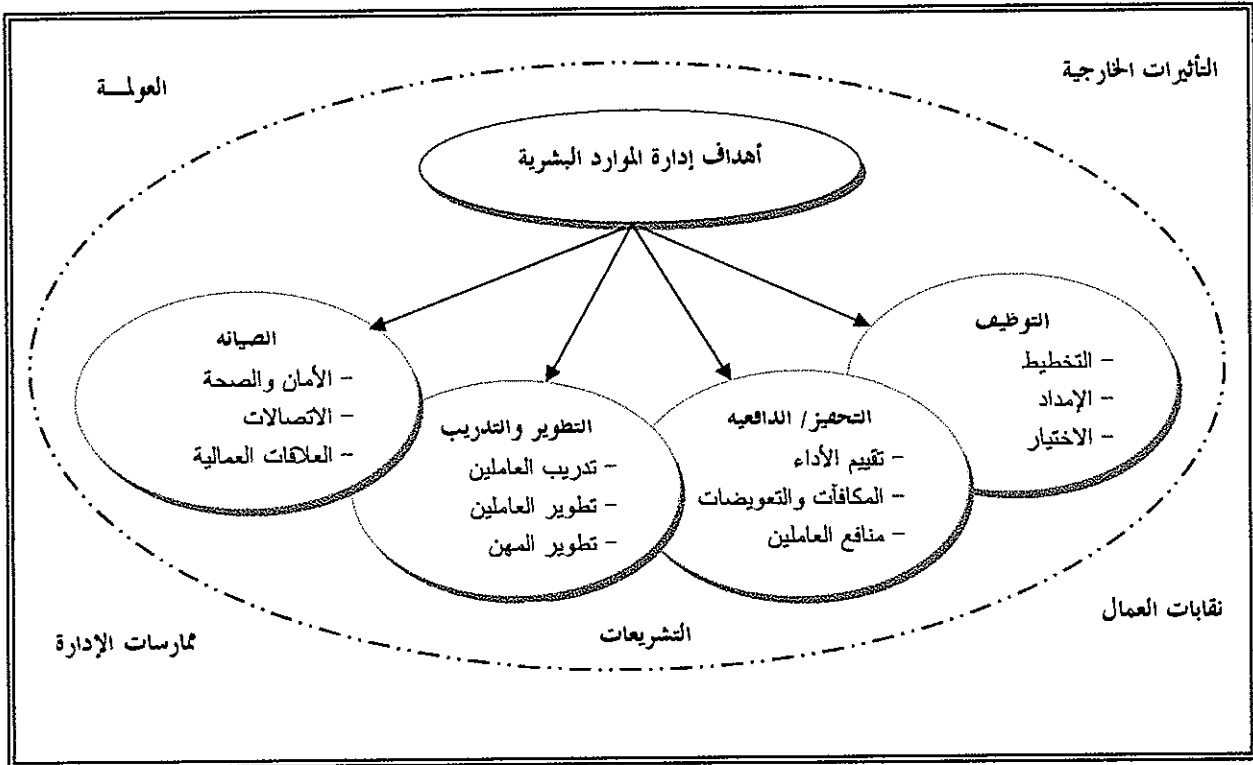 التأثيرات الخارجية
العولمـــة
أهداف إدارة الموارد البشرية
التوظيف
- التخطيط
- الإمداد
- الاختيار
التحفيز/ الدافعيه
- تقييم الأداء
- المكافآت والتعويضات
- منافع العاملين
التطوير والتدريب
- تدريب العاملين
- تطوير العاملين
- تطوير المهن
الصيانه
- الأمان والصحة
- الاتصالات
- العلاقات العمالية
نقابات العمال
التشريعات
ممارسات الإدارة